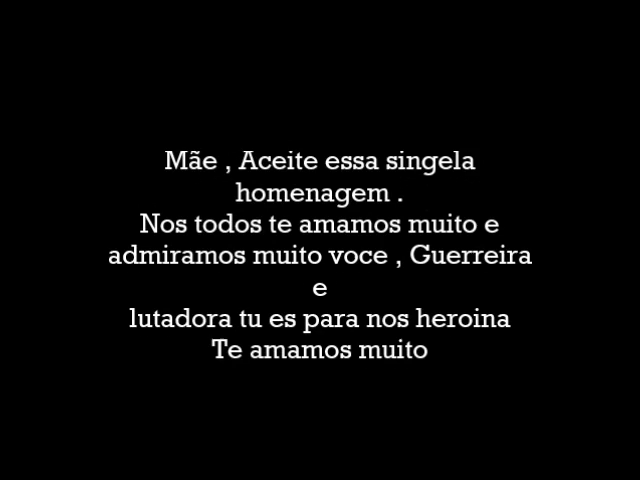 Mãe , Aceite essa singela
homenagem .
Nos todos te amamos muito e
admiramos muito voce , Guerreira
e
lutadora tu es para nos heroina
Te amamos muito